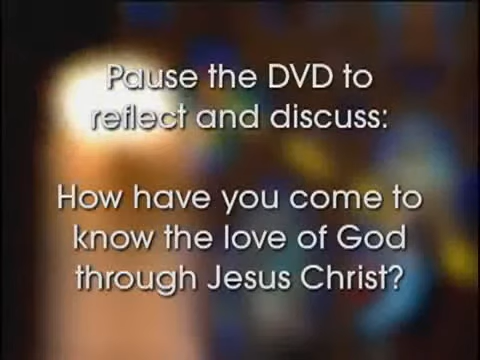 Pause the DVD to
reflect and discuss:
How have you come to
know the love of God
through Jesus Christ?